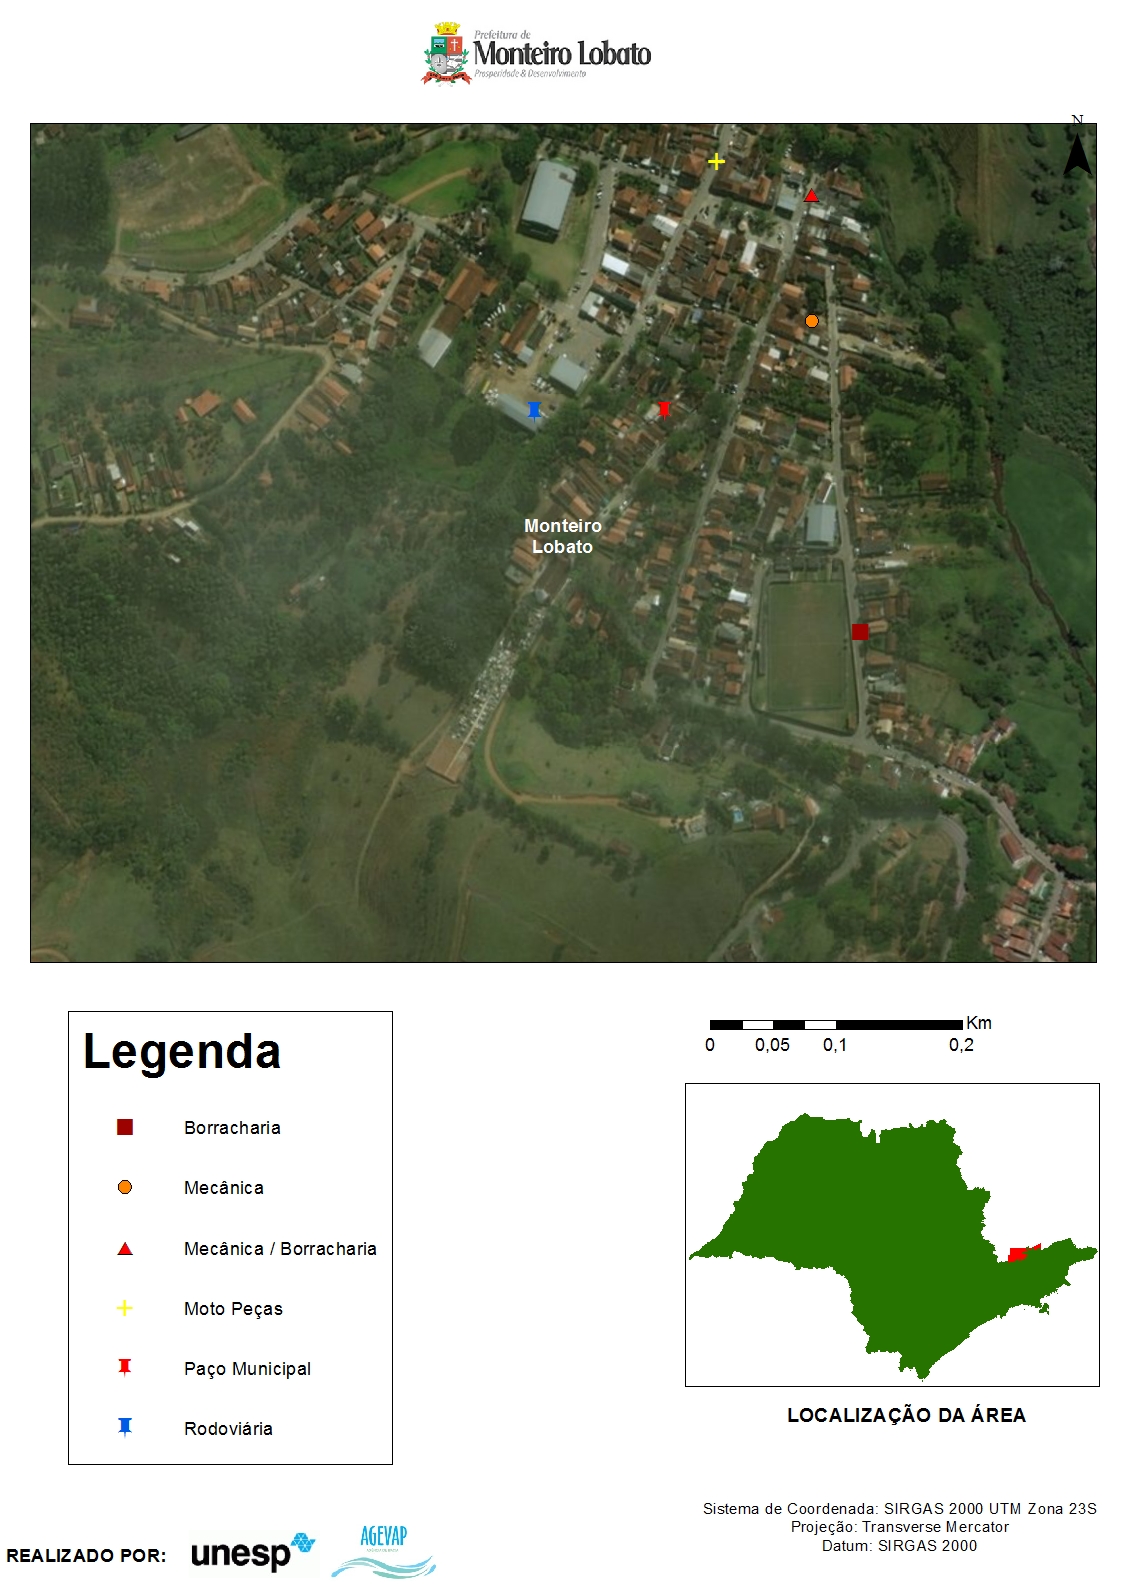 Prefeitura de
Monteiro Lobato
Prosperidade & Desenvolvimento
N
Monteiro
Lobato
Legenda
Borracharia
Mecânica
Mecânica / Borracharia
Moto Peças
Paço Municipal
Rodoviária
Km
0 0,05 0,1 0,2
LOCALIZAÇÃO DA ÁREA
Sistema de Coordenada: SIRGAS 2000 UTM Zona 23S
Projeção: Transverse Mercator
Datum: SIRGAS 2000
REALIZADO POR:
unesp
AGEVAP